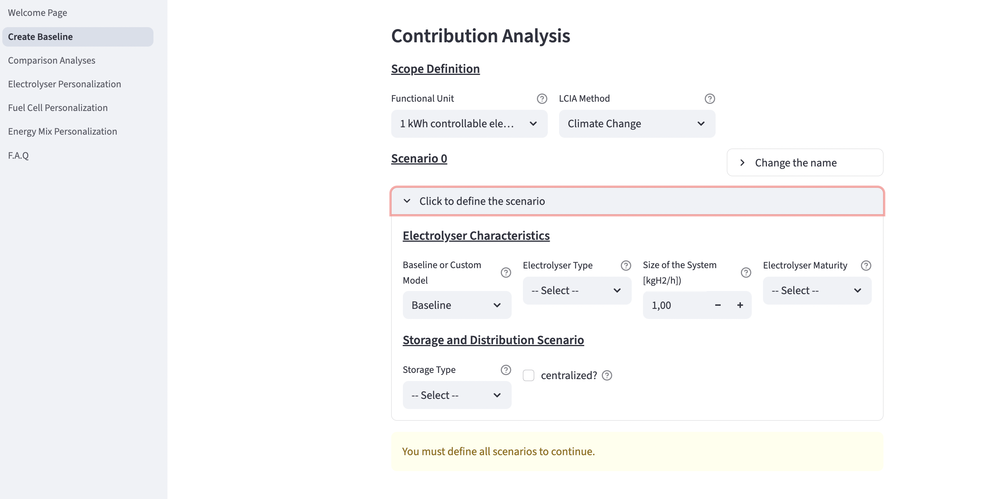 Welcome Page
Create Baseline
Comparison Analyses
Electrolyser Personalization
Fuel Cell Personalization
Energy Mix Personalization
F.A.Q
Contribution Analysis
Scope Definition
Functional Unit
LCIA Method
1 kWh controllable ele...
Climate Change
Scenario 0
Change the name
Click to define the scenario
Electrolyser Characteristics
Baseline or Custom
Model
Electrolyser Type
Size of the System
[kgH2/h])
Electrolyser Maturity
Baseline
-- Select --
1,00
-- Select --
Storage and Distribution Scenario
Storage Type
centralized?
-- Select --
You must define all scenarios to continue.